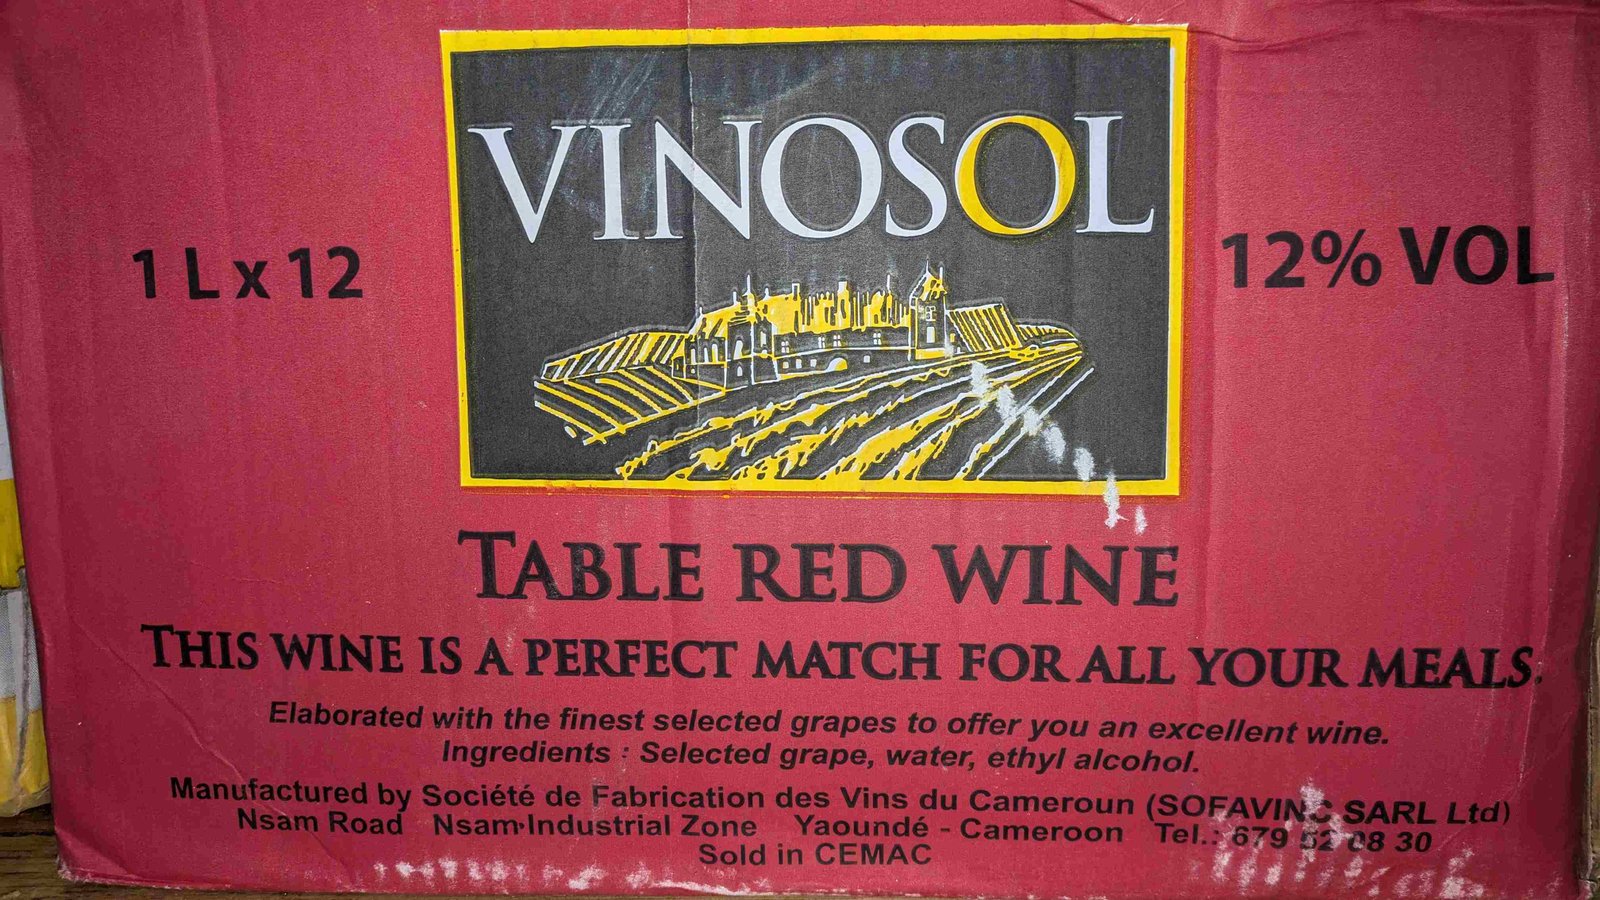 VINOSOL
1 L x 12
12% VOL
TABLE RED WINE
THIS WINE IS A PERFECT MATCH FOR ALL YOUR MEALS.
Elaborated with the finest selected grapes to offer you an excellent wine.
Ingredients : Selected grape, water, ethyl alcohol.
Manufactured by Société de Fabrication des Vins du Cameroun (SOFAVINC SARL Ltd)
Nsam Road Nsam-Industrial Zone Yaoundé - Cameroon Tel.: 679 52 08 30
Sold in CEMAC